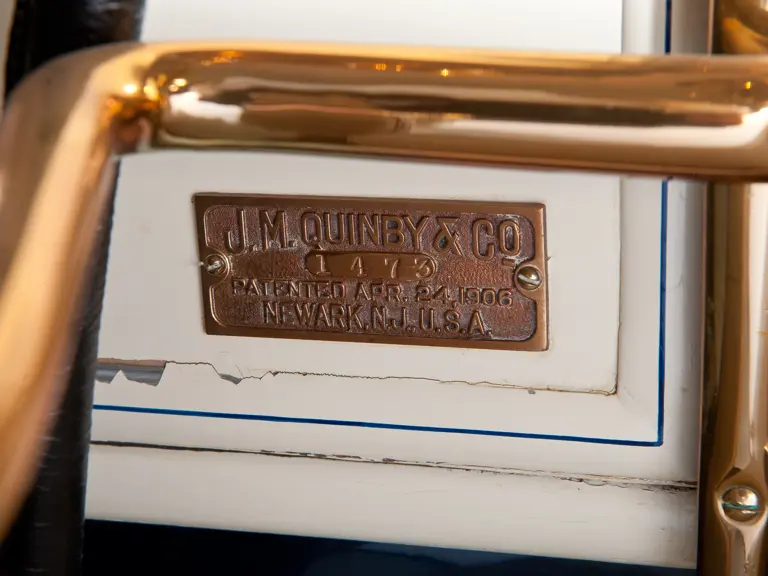 J. M. QUINBY & CO
1473
PATENTED APR. 24, 1906
NEWARK, N.J., U.S.A.